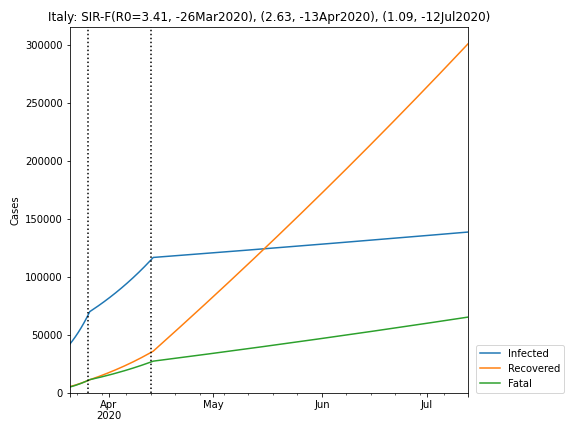 Italy: SIR-F(R0=3.41, -26Mar2020), (2.63, -13Apr2020), (1.09, -12Jul2020)
300000
250000
200000
150000
100000
50000
0
Cases
Apr
2020
May
Jun
Jul
Infected
Recovered
Fatal